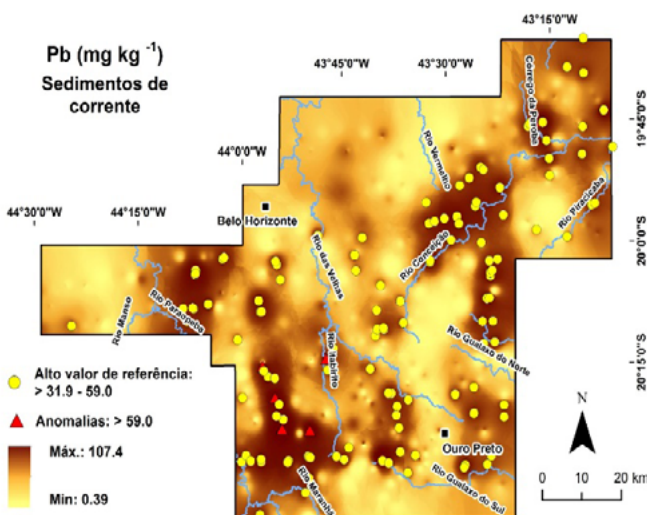 Pb (mg kg -1)
Sedimentos de
corrente
43°15'0"W
43°45'0"W
43°30'0"W
44°0'0"W
44°30'0"W
44°15'0"W
19°45'0"S
20°0'0"S
20°15'0"S
Córrego da Peroba
Rio Vermelho
Rio Piracicaba
Belo Horizonte
Rio Conceição
Rio das Velhas
Rio Manso
Rio Paraopeba
Rio Itabirito
Rio Gualaxo do Norte
Alto valor de referência:
> 31.9 - 59.0
Anomalias: > 59.0
Máx.: 107.4
Min: 0.39
Ouro Preto
Rio Maranhã
Rio Gualaxo do Sul
N
0 10 20 km